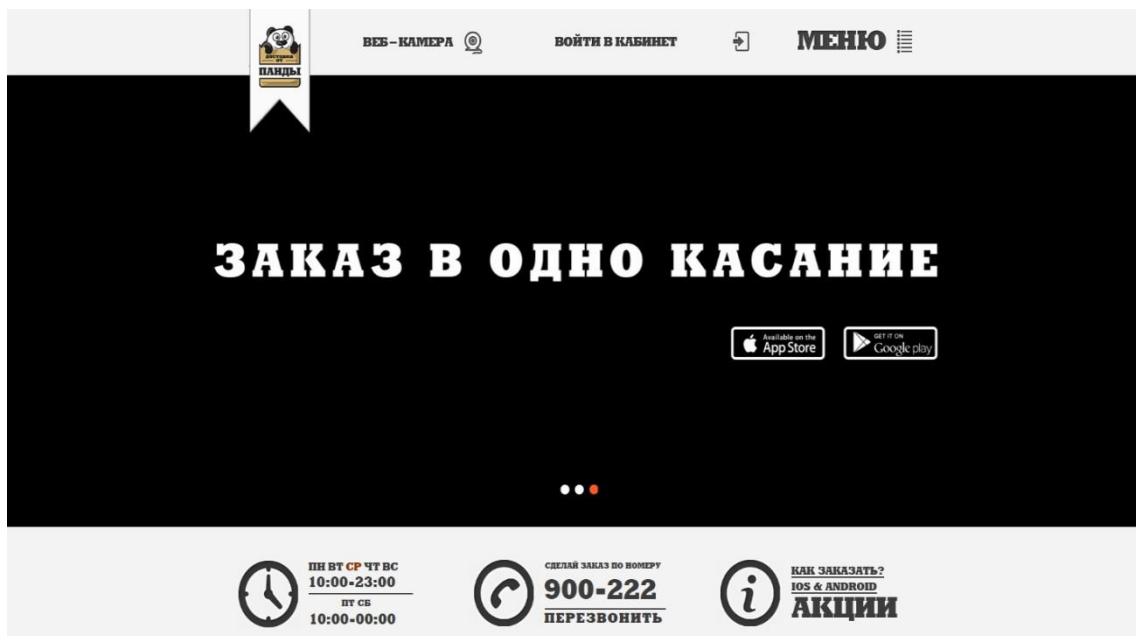 ДОСТАВКА
ОТ
ПАНДЫ
ВЕБ-КАМЕРА
ВОЙТИ В КАБИНЕТ
МЕНЮ
ЗАКАЗ В ОДНО КАСАНИЕ
Available on the
App Store
GET IT ON
Google play
ПН ВТ СР ЧТ ВС
10:00-23:00
ПТ СБ
10:00-00:00
СДЕЛАЙ ЗАКАЗ ПО НОМЕРУ
900-222
ПЕРЕЗВОНИТЬ
КАК ЗАКАЗАТЬ?
IOS & ANDROID
АКЦИИ